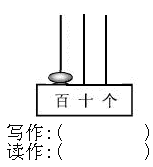 百 十 个
写作:(          )
读作:(          )